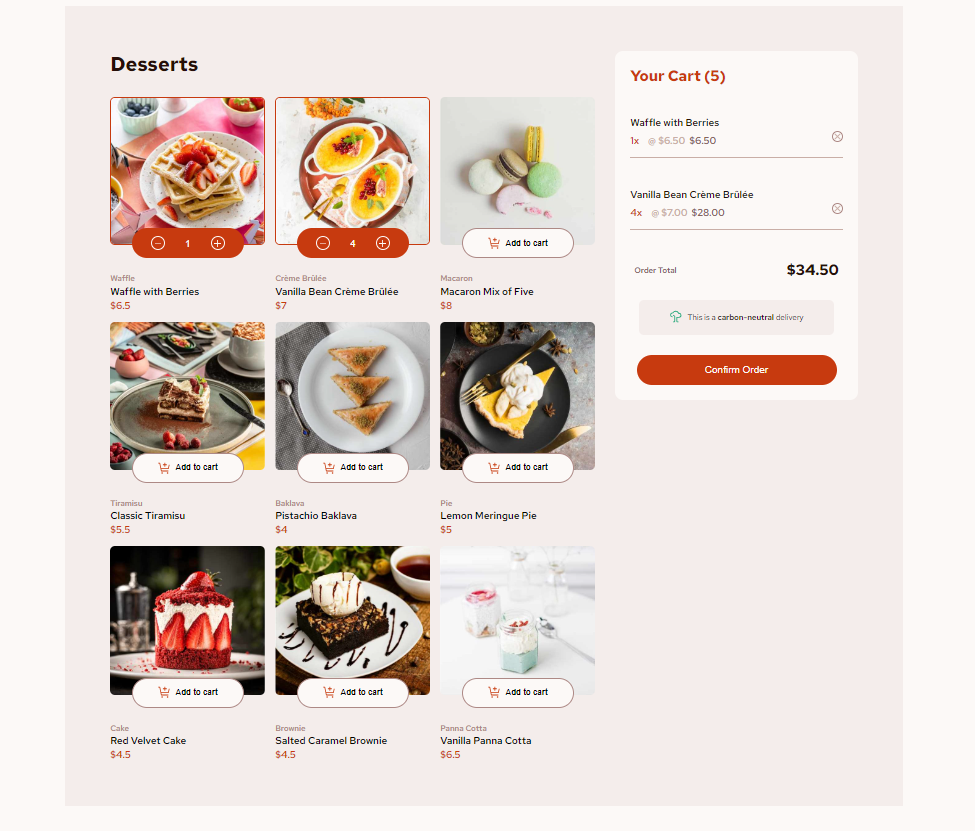 Desserts
1
4
Add to cart
Waffle
Crème Brûlée
Macaron
Waffle with Berries
Vanilla Bean Crème Brûlée
Macaron Mix of Five
$6.5
$7
$8
Add to cart
Add to cart
Add to cart
Tiramisu
Baklava
Pie
Classic Tiramisu
Pistachio Baklava
Lemon Meringue Pie
$5.5
$4
$5
Add to cart
Add to cart
Add to cart
Cake
Brownie
Panna Cotta
Red Velvet Cake
Salted Caramel Brownie
Vanilla Panna Cotta
$4.5
$4.5
$6.5
Your Cart (5)
Waffle with Berries
1x @ $6.50 $6.50
Vanilla Bean Crème Brûlée
4x @ $7.00 $28.00
Order Total $34.50
This is a carbon-neutral delivery
Confirm Order